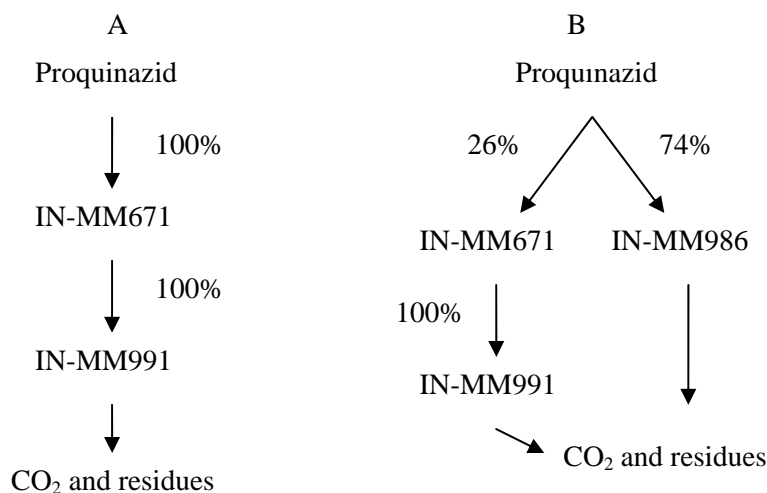 A
B
Proquinazid
Proquinazid
100%
26%
74%
IN-MM671
IN-MM671
IN-MM986
100%
100%
IN-MM991
IN-MM991
CO₂ and residues
CO₂ and residues